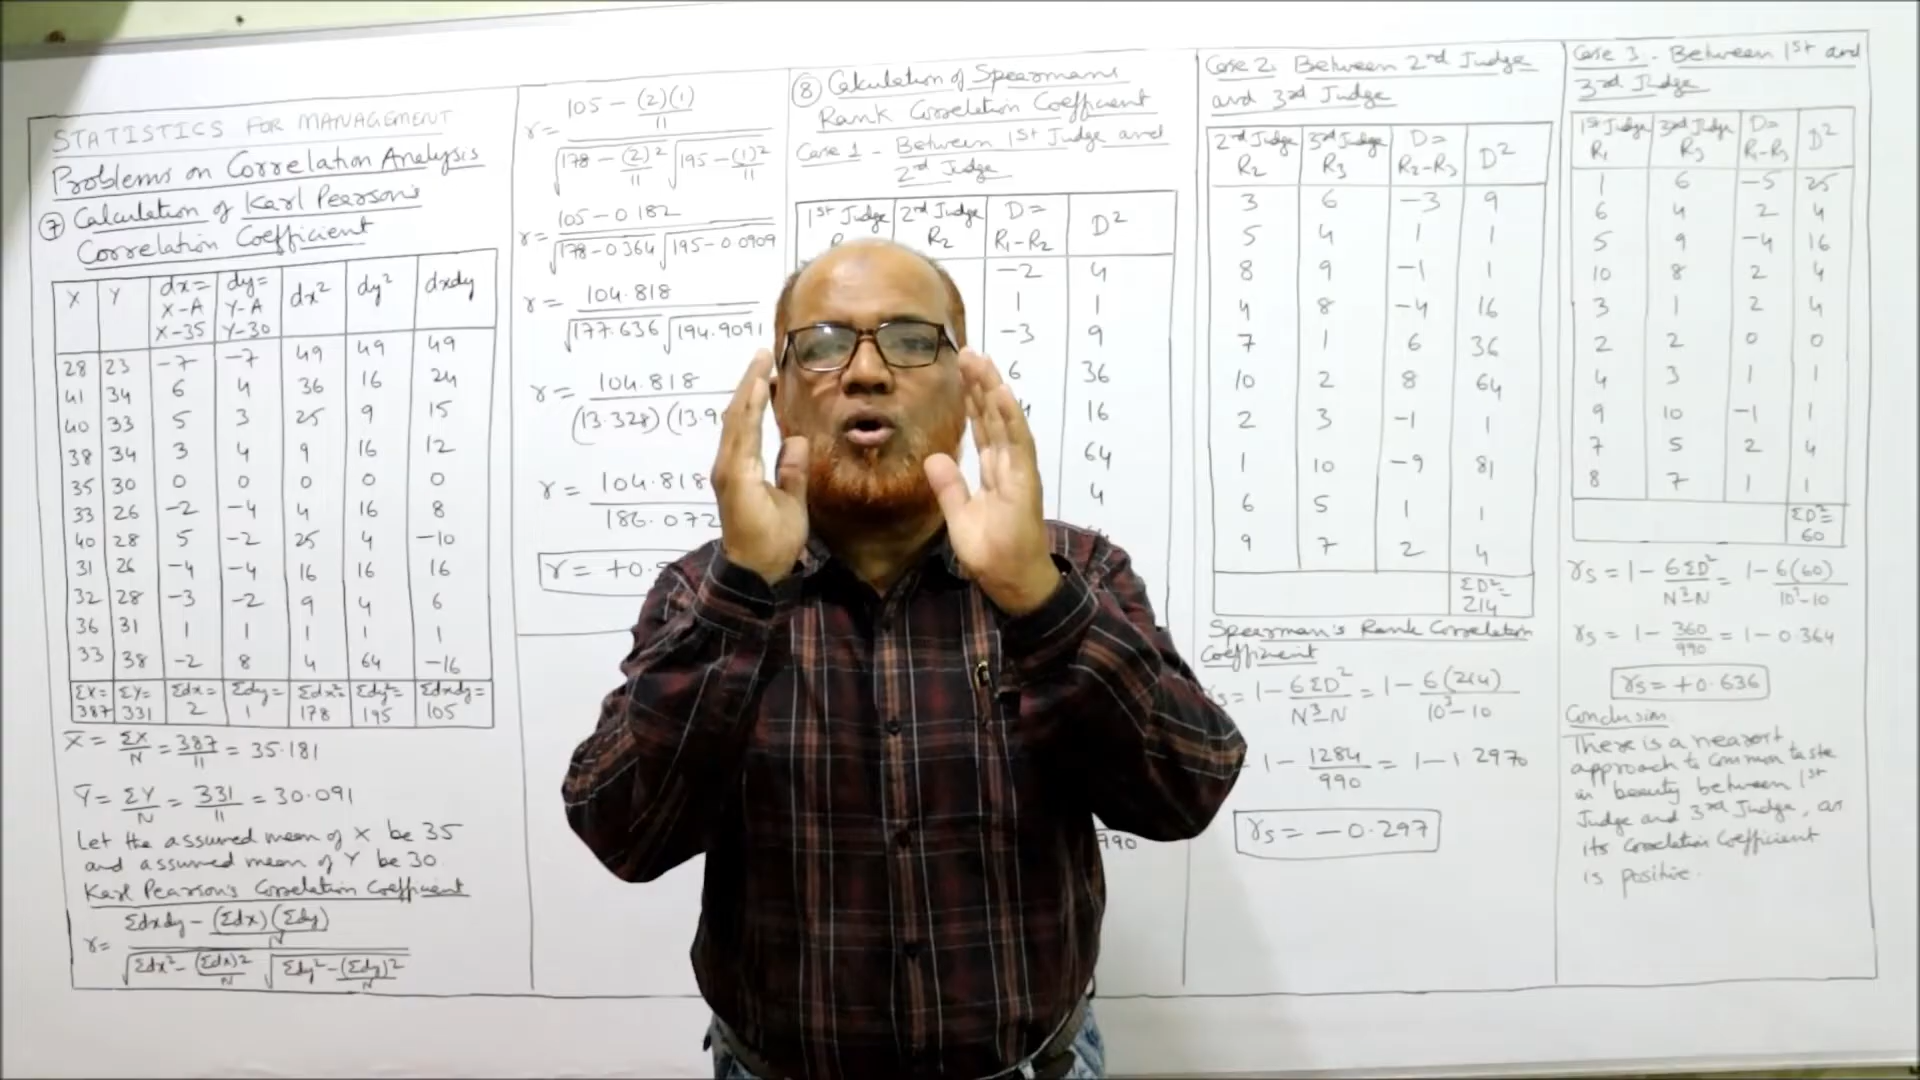 STATISTICS FOR MANAGEMENT
Problems on Correlation Analysis
⑦ Calculation of Karl Pearson's
Correlation Coefficient
X Y dx= dy= dx² dy² dxdy
X-A Y-A
X-35 Y-30
28 23 -7 -7 49 49 49
41 34 6 4 36 16 24
40 33 5 3 25 9 15
38 34 3 4 9 16 12
35 30 0 0 0 0 0
33 26 -2 -4 4 16 8
40 28 5 -2 25 4 -10
31 26 -4 -4 16 16 16
32 28 -3 -2 9 4 6
36 31 1 1 1 1 1
33 38 -2 8 4 64 -16
ΣX= ΣY= Σdx= Σdy= Σdx²= Σdy²= Σdxdy=
387 331 2 1 178 195 105
X̄ = ΣX/N = 387/11 = 35.181
Ȳ = ΣY/N = 331/11 = 30.091
Let the assumed mean of X be 35
and assumed mean of Y be 30.
Karl Pearson's Correlation Coefficient
r= Σdxdy - (Σdx)(Σdy)/N
√Σdx² - (Σdx)²/N √Σdy² - (Σdy)²/N
r= 105 - (2)(1)/11
√178 - (2)²/11 √195 - (1)²/11
r= 105 - 0.182
√178-0.364 √195-0.0909
r= 104.818
√177.636 √194.9091
r= 104.818
(13.328)(13.9
r= 104.818
186.072
r = +0.5
⑧ Calculation of Spearmans
Rank Correlation Coefficient
Case 1 - Between 1st Judge and
2nd Judge
1st Judge 2nd Judge D= D²
R2 R1-R2
-2 4
1 1
-3 9
6 36
16
64
4
990
Case 2. Between 2nd Judge
and 3rd Judge
2nd Judge 3rd Judge D= D²
R2 R3 R2-R3
3 6 -3 9
5 4 1 1
8 9 -1 1
4 8 -4 16
7 1 6 36
10 2 8 64
2 3 -1 1
1 10 -9 81
6 5 1 1
9 7 2 4
ΣD²=
214
Spearman's Rank Correlation
Coefficient
rs = 1 - 6ΣD²/N³-N = 1 - 6(214)/10³-10
= 1 - 1284/990 = 1-1.2970
rs = -0.297
Case 3. Between 1st and
3rd Judge
1st Judge 3rd Judge D= D²
R1 R3 R1-R3
1 6 -5 25
6 4 2 4
5 9 -4 16
10 8 2 4
3 1 2 4
2 2 0 0
4 3 1 1
9 10 -1 1
7 5 2 4
8 7 1 1
ΣD²=
60
rs = 1 - 6ΣD²/N³-N = 1-6(60)/10³-10
rs = 1 - 360/990 = 1-0.364
rs = +0.636
Conclusion
There is a nearest
approach to common taste
in beauty between 1st
Judge and 3rd Judge, as
its Correlation Coefficient
is positive.